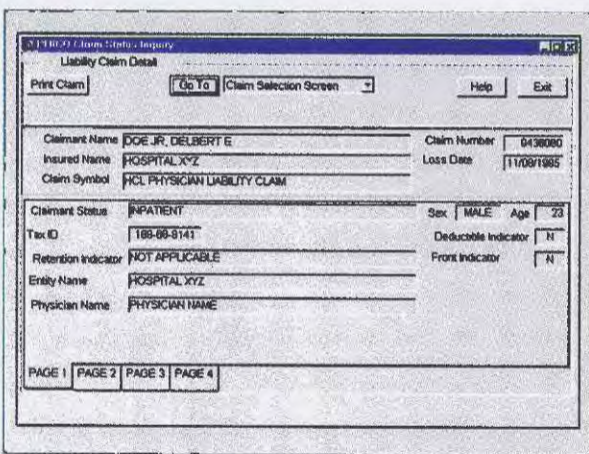 Claim Status Inquiry
Liability Claim Detail
Print Claim Go To Claim Selection Screen Help Exit
Claimant Name DOE JR, DELBERT E Claim Number 0436080
Insured Name HOSPITAL XYZ Loss Date 11/09/1985
Claim Symbol HCL PHYSICIAN LIABILITY CLAIM
Claimant Status INPATIENT Sex MALE Age 23
Tax ID Deductable Indicator N
Retention Indicator NOT APPLICABLE Front Indicator N
Entity Name HOSPITAL XYZ
Physician Name PHYSICIAN NAME
PAGE 1 PAGE 2 PAGE 3 PAGE 4